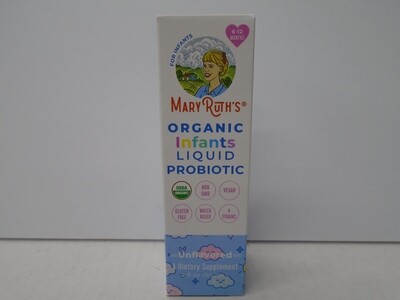 6-12
MONTHS
FOR INFANTS
MARY RUTH'S®
ORGANIC
Infants
LIQUID
PROBIOTIC
USDA
ORGANIC
NON
GMO
VEGAN
GLUTEN
FREE
WATER
BASED
Unflavored
Dietary Supplement